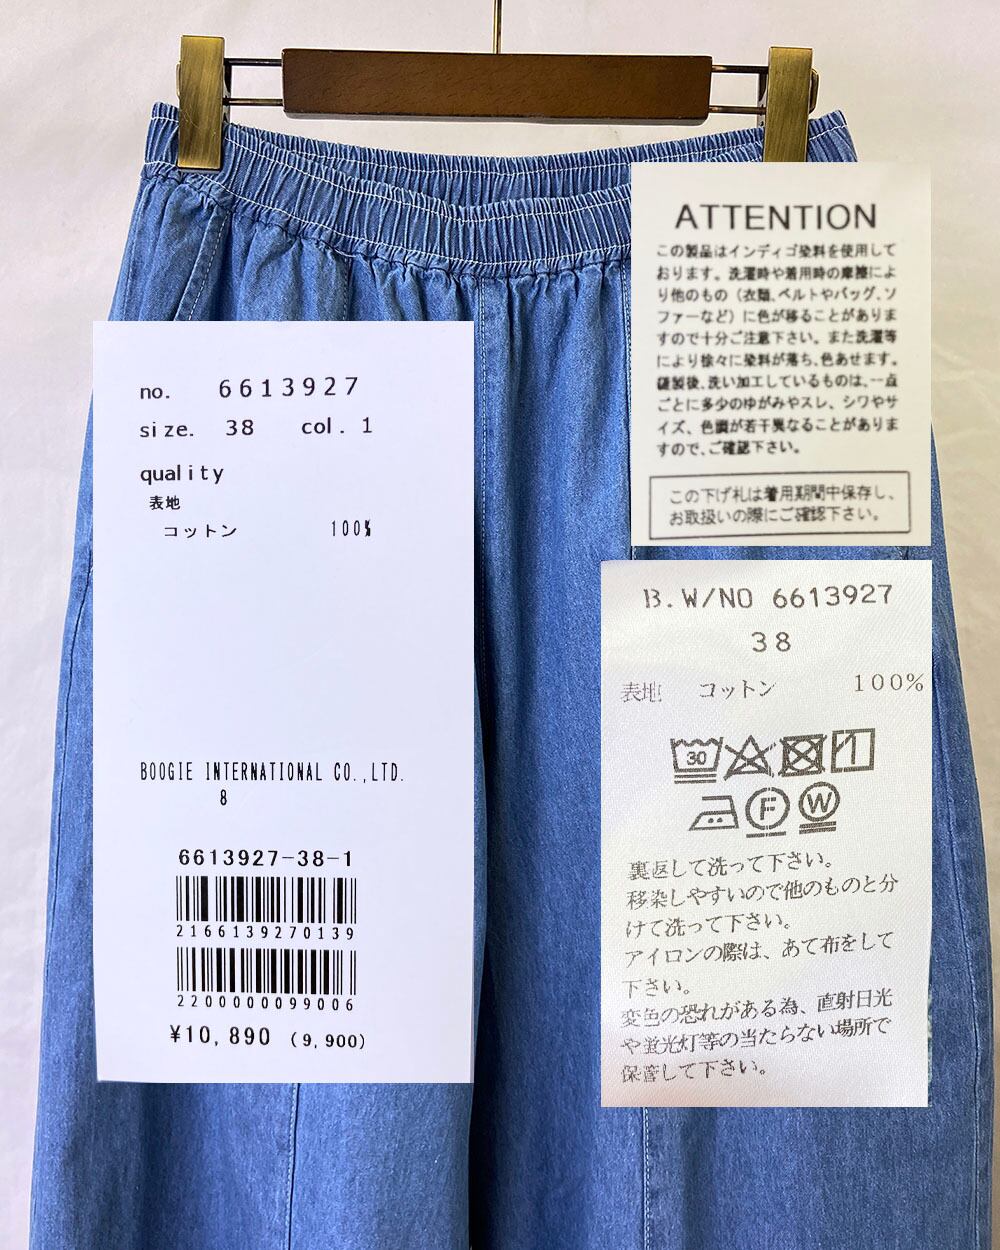 no. 6613927
size. 38 col. 1
quality
表地
コットン 100%
BOOGIE INTERNATIONAL CO.,LTD.
8
6613927-38-1
2166139270139
2200000099006
¥10,890 (9,900)
ATTENTION
この製品はインディゴ染料を使用して
おります。洗濯時や着用時の摩擦によ
り他のもの（衣類、ベルトやバッグ、ソ
ファーなど）に色が移ることがありま
すので十分ご注意下さい。また洗濯等
により徐々に染料が落ち、色あせます。
縫製後、洗い加工しているものは、一点
ごとに多少のゆがみやスレ、シワやサ
イズ、色調が若干異なることがありま
すので、ご確認下さい。
この下げ札は着用期間中保存し、
お取扱いの際にご確認下さい。
B.W/NO 6613927
38
表地 コットン 100%
30
F W
裏返して洗って下さい。
移染しやすいので他のものと分
けて洗って下さい。
アイロンの際は、あて布をして
下さい。
変色の恐れがある為、直射日光
や蛍光灯等の当たらない場所で
保管して下さい。